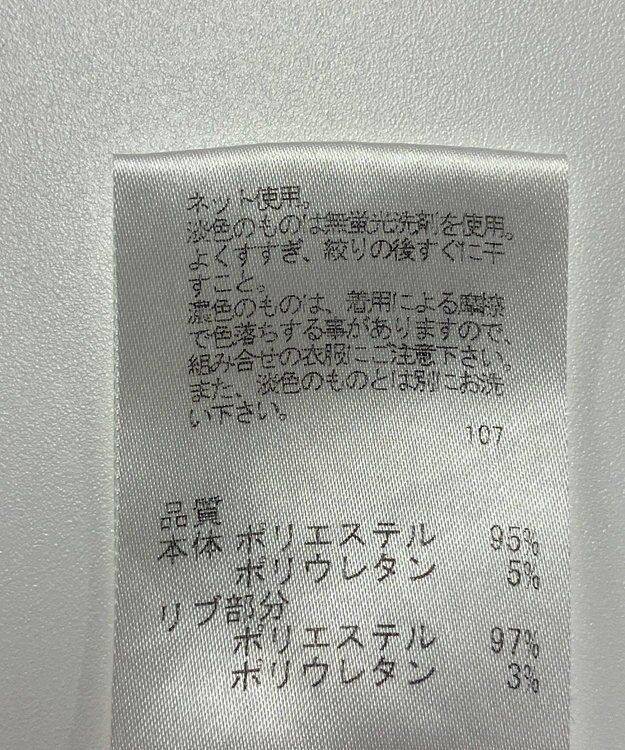 ネット使用。
淡色のものは無蛍光洗剤を使用。
よくすすぎ、絞りの後すぐに干
すこと。
濃色のものは、着用による摩擦
で色落ちする事がありますので、
組み合せの衣服にご注意下さい。
また、淡色のものとは別にお洗
い下さい。
107
品質
本体 ポリエステル 95%
ポリウレタン 5%
リブ部分
ポリエステル 97%
ポリウレタン 3%